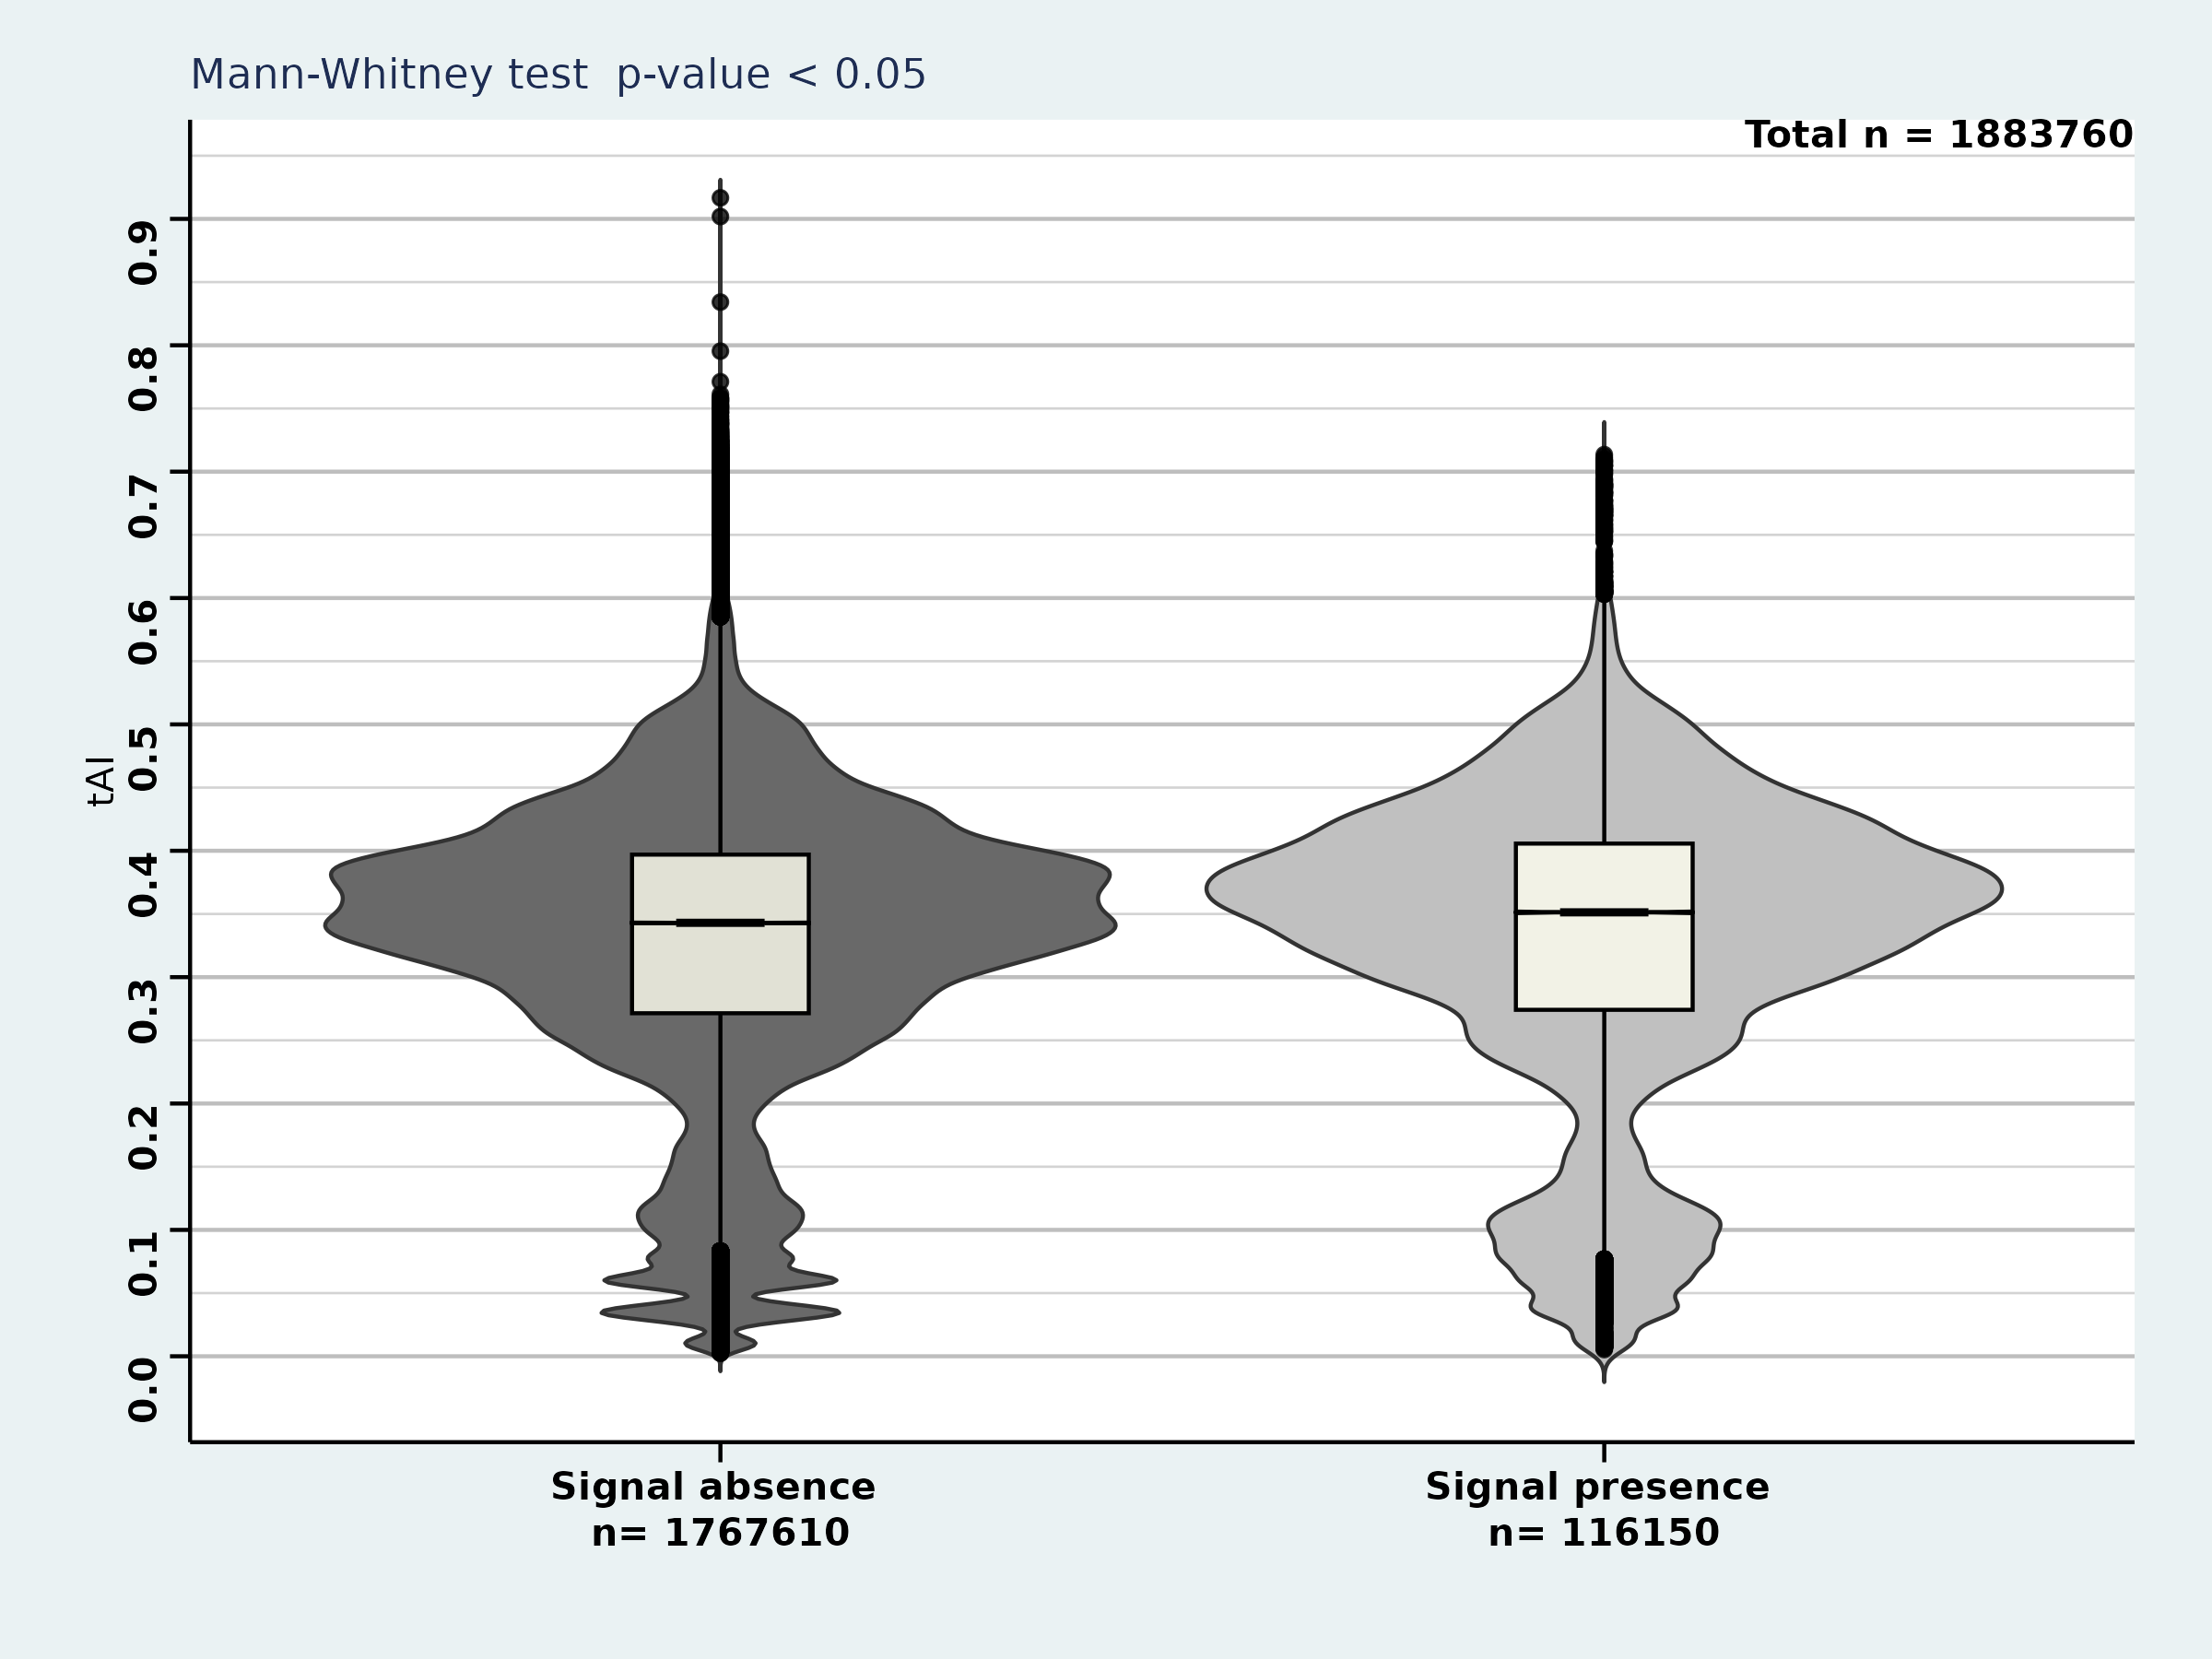 Mann-Whitney test  p-value < 0.05
Total n = 1883760
tAI
0.9
0.8
0.7
0.6
0.5
0.4
0.3
0.2
0.1
0.0
Signal absence
n= 1767610
Signal presence
n= 116150